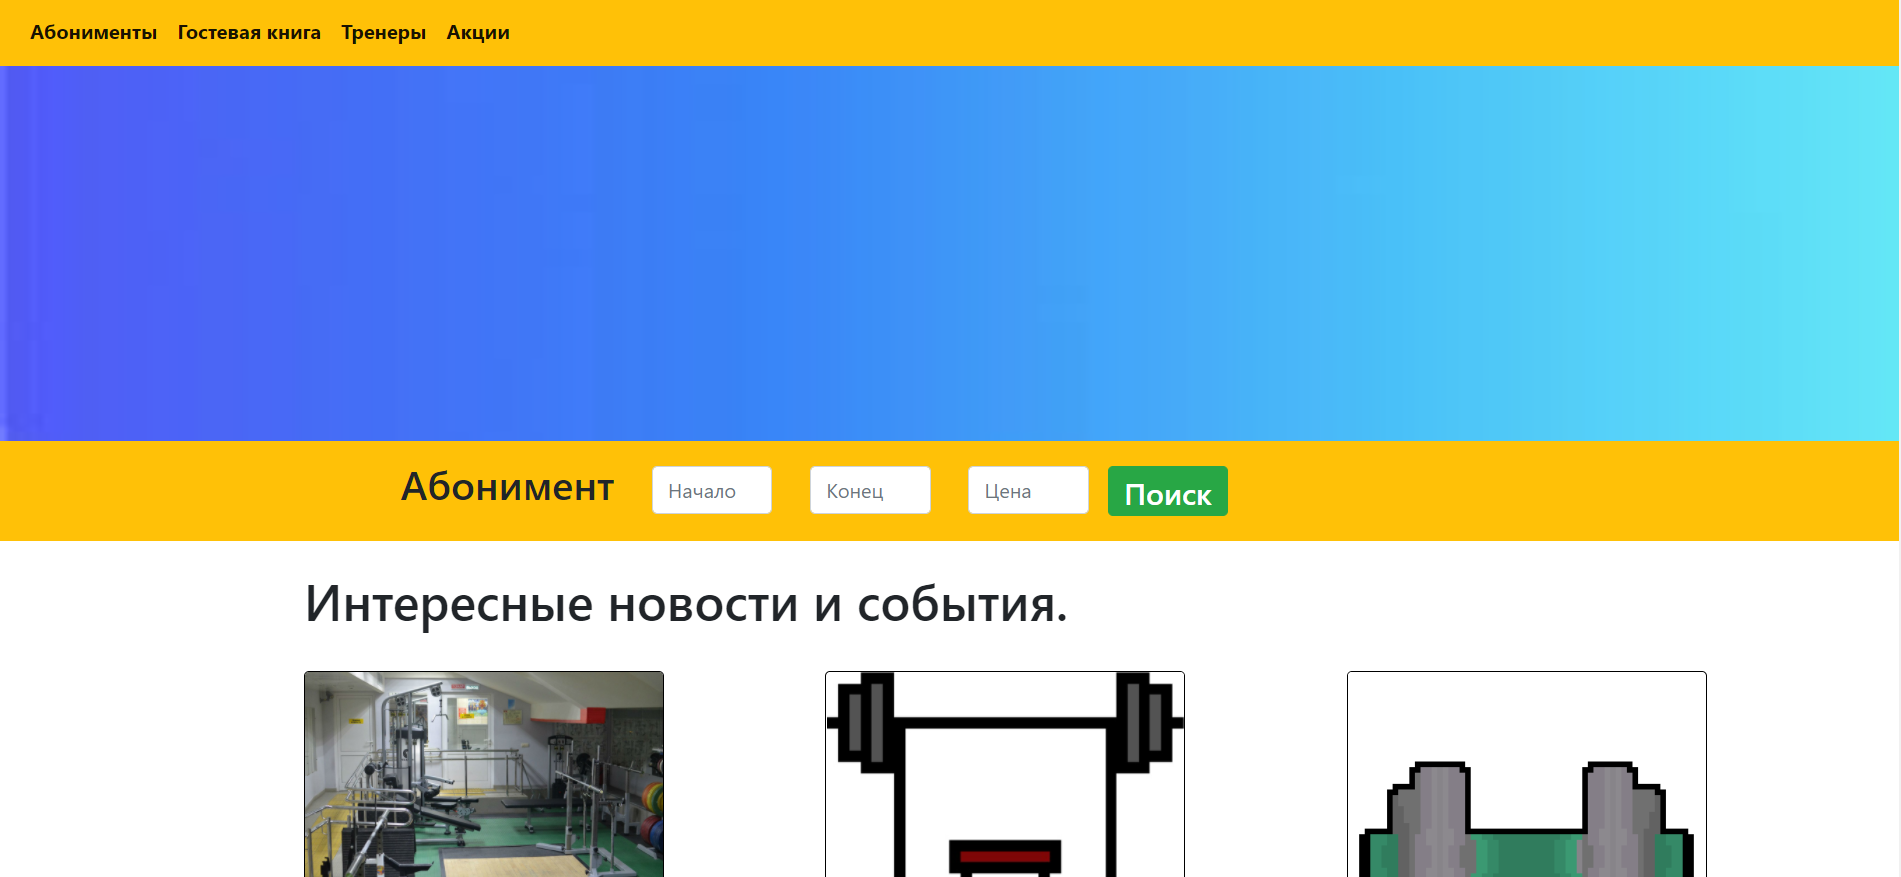 Абонименты Гостевая книга Тренеры Акции
Абонимент Начало Конец Цена Поиск
Интересные новости и события.